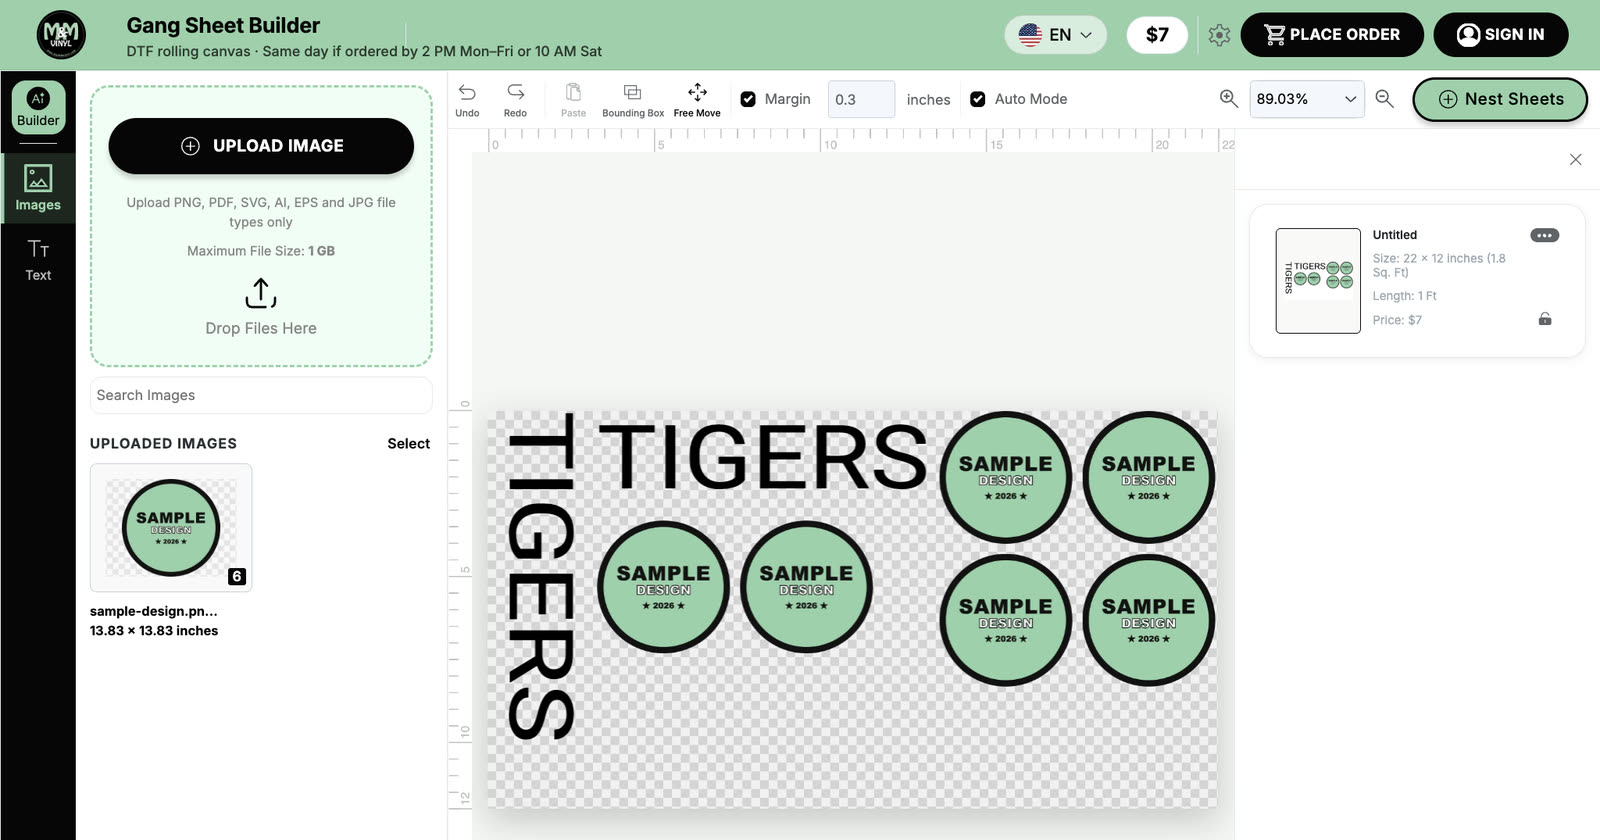 M&M
VINYL
Gang Sheet Builder
DTF rolling canvas · Same day if ordered by 2 PM Mon–Fri or 10 AM Sat
EN
$7
PLACE ORDER
SIGN IN
Ai
Builder
Images
Text
UPLOAD IMAGE
Upload PNG, PDF, SVG, AI, EPS and JPG file
types only
Maximum File Size: 1 GB
Drop Files Here
Search Images
UPLOADED IMAGES
Select
SAMPLE
DESIGN
★ 2026 ★
6
sample-design.pn...
13.83 × 13.83 inches
Undo
Redo
Paste
Bounding Box
Free Move
Margin
0.3
inches
Auto Mode
89.03%
Nest Sheets
0
5
10
15
20
22
0
5
10
12
TIGERS
TIGERS
SAMPLE
DESIGN
★ 2026 ★
SAMPLE
DESIGN
★ 2026 ★
SAMPLE
DESIGN
★ 2026 ★
SAMPLE
DESIGN
★ 2026 ★
SAMPLE
DESIGN
★ 2026 ★
SAMPLE
DESIGN
★ 2026 ★
TIGERS
TIGERS
Untitled
Size: 22 × 12 inches (1.8
Sq. Ft)
Length: 1 Ft
Price: $7